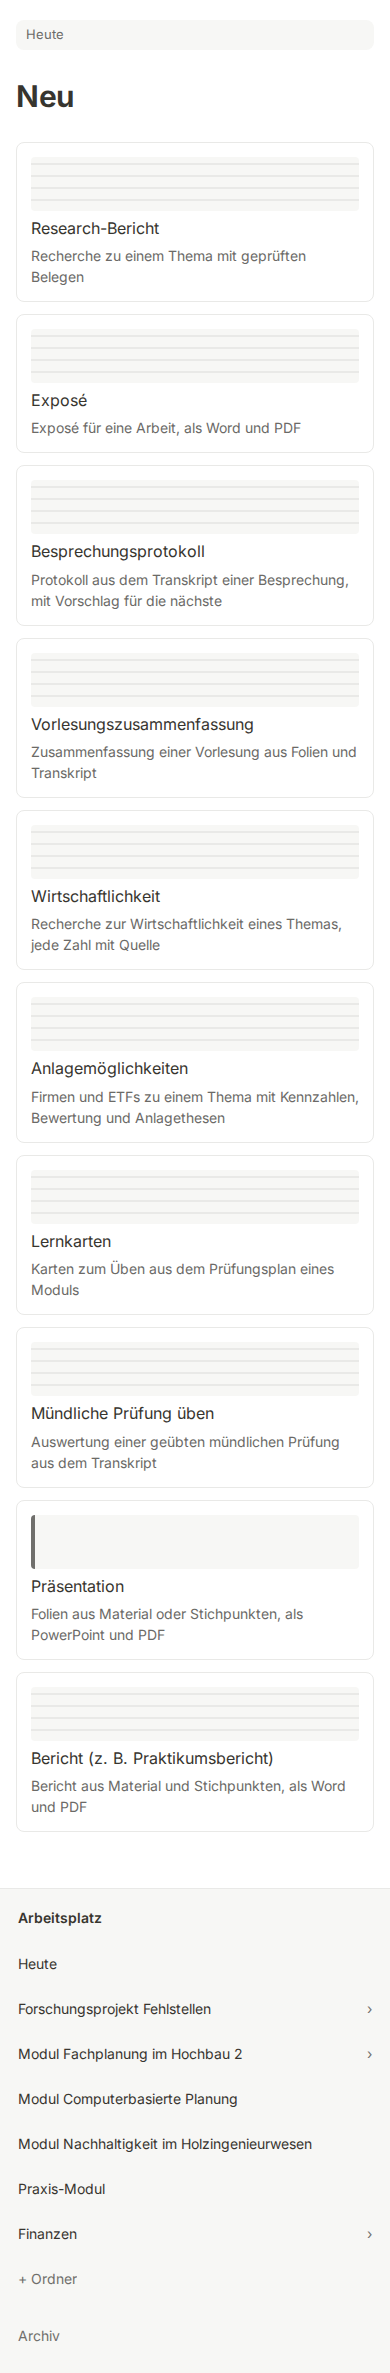 Heute
Neu
Research-Bericht
Recherche zu einem Thema mit geprüften
Belegen
Exposé
Exposé für eine Arbeit, als Word und PDF
Besprechungsprotokoll
Protokoll aus dem Transkript einer Besprechung,
mit Vorschlag für die nächste
Vorlesungszusammenfassung
Zusammenfassung einer Vorlesung aus Folien und
Transkript
Wirtschaftlichkeit
Recherche zur Wirtschaftlichkeit eines Themas,
jede Zahl mit Quelle
Anlagemöglichkeiten
Firmen und ETFs zu einem Thema mit Kennzahlen,
Bewertung und Anlagethesen
Lernkarten
Karten zum Üben aus dem Prüfungsplan eines
Moduls
Mündliche Prüfung üben
Auswertung einer geübten mündlichen Prüfung
aus dem Transkript
Präsentation
Folien aus Material oder Stichpunkten, als
PowerPoint und PDF
Bericht (z. B. Praktikumsbericht)
Bericht aus Material und Stichpunkten, als Word
und PDF
Arbeitsplatz
Heute
Forschungsprojekt Fehlstellen ›
Modul Fachplanung im Hochbau 2 ›
Modul Computerbasierte Planung
Modul Nachhaltigkeit im Holzingenieurwesen
Praxis-Modul
Finanzen ›
+ Ordner
Archiv